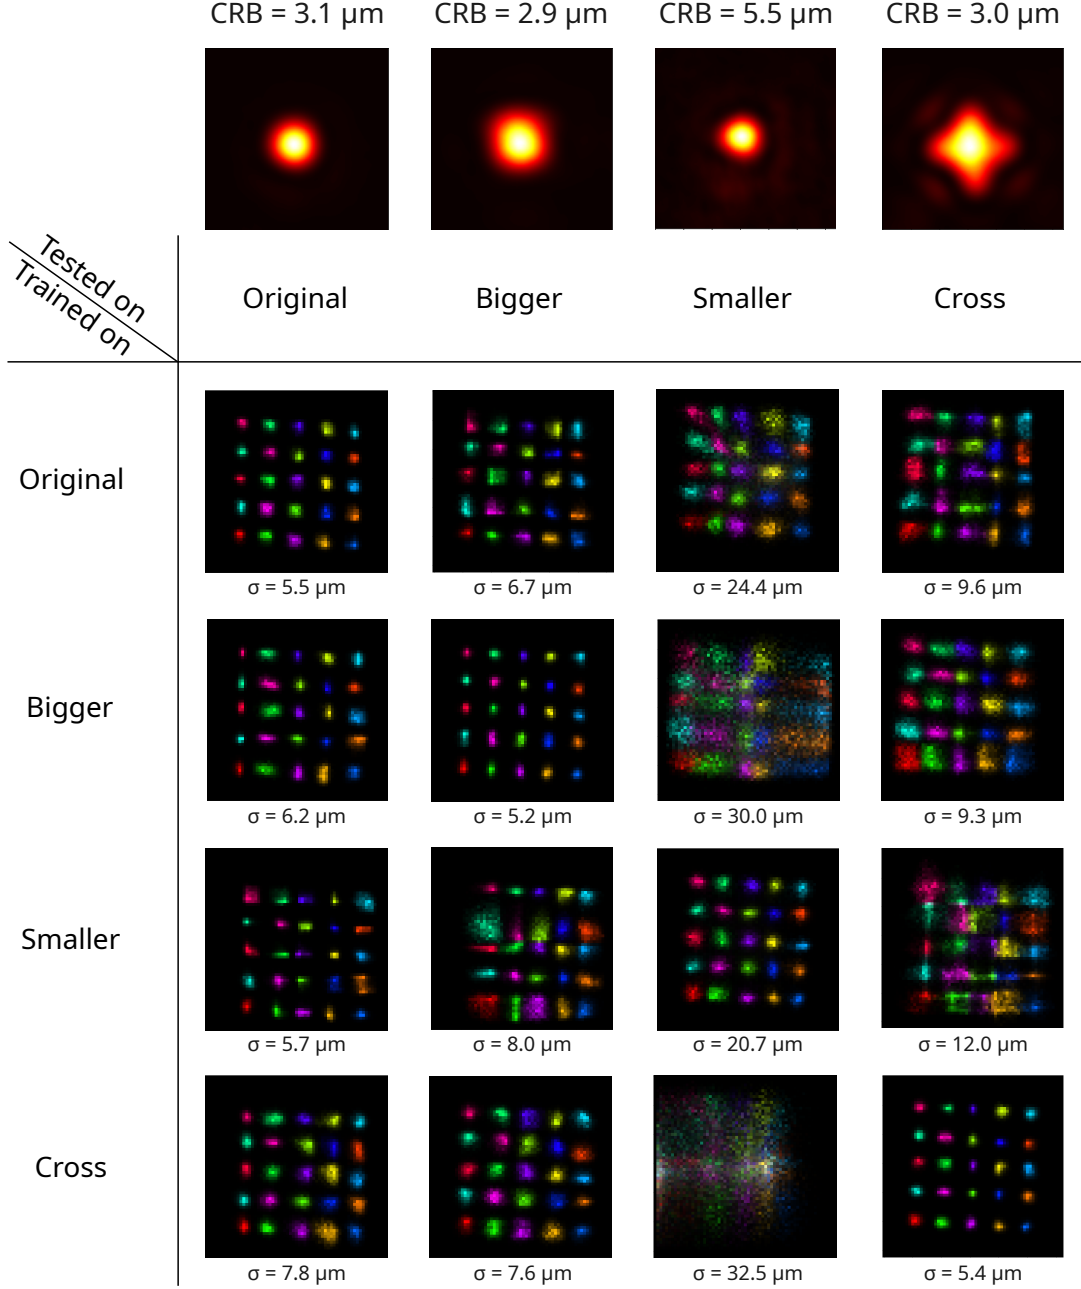 CRB = 3.1 µm CRB = 2.9 µm CRB = 5.5 µm CRB = 3.0 µm
Tested on
Trained on
Original Bigger Smaller Cross
Original
σ = 5.5 µm σ = 6.7 µm σ = 24.4 µm σ = 9.6 µm
Bigger
σ = 6.2 µm σ = 5.2 µm σ = 30.0 µm σ = 9.3 µm
Smaller
σ = 5.7 µm σ = 8.0 µm σ = 20.7 µm σ = 12.0 µm
Cross
σ = 7.8 µm σ = 7.6 µm σ = 32.5 µm σ = 5.4 µm